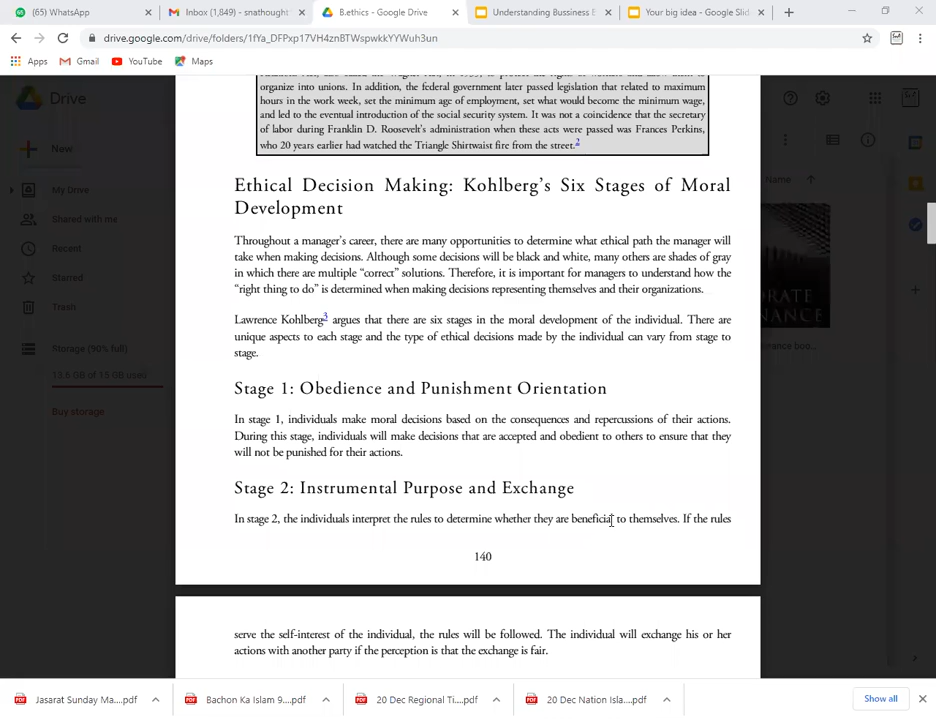 (65) WhatsApp
Inbox (1,849) - snathought
B.ethics - Google Drive
Understanding Bussiness E
Your big idea - Google Slid
drive.google.com/drive/folders/1fYa_DFPxp17VH4znBTWspwkkYYWuh3un
Apps Gmail YouTube Maps
Drive
New
My Drive
Shared with me
Recent
Starred
Trash
Storage (90% full)
13.6 GB of 15 GB used
Buy storage
Name
organize into unions. In addition, the federal government later passed legislation that related to maximum
hours in the work week, set the minimum age of employment, set what would become the minimum wage,
and led to the eventual introduction of the social security system. It was not a coincidence that the secretary
of labor during Franklin D. Roosevelt's administration when these acts were passed was Frances Perkins,
who 20 years earlier had watched the Triangle Shirtwaist fire from the street.2
Ethical Decision Making: Kohlberg's Six Stages of Moral
Development
Throughout a manager's career, there are many opportunities to determine what ethical path the manager will
take when making decisions. Although some decisions will be black and white, many others are shades of gray
in which there are multiple “correct” solutions. Therefore, it is important for managers to understand how the
“right thing to do” is determined when making decisions representing themselves and their organizations.
Lawrence Kohlberg3 argues that there are six stages in the moral development of the individual. There are
unique aspects to each stage and the type of ethical decisions made by the individual can vary from stage to
stage.
Stage 1: Obedience and Punishment Orientation
In stage 1, individuals make moral decisions based on the consequences and repercussions of their actions.
During this stage, individuals will make decisions that are accepted and obedient to others to ensure that they
will not be punished for their actions.
Stage 2: Instrumental Purpose and Exchange
In stage 2, the individuals interpret the rules to determine whether they are beneficial to themselves. If the rules
140
serve the self-interest of the individual, the rules will be followed. The individual will exchange his or her
actions with another party if the perception is that the exchange is fair.
Jasarat Sunday Ma....pdf
Bachon Ka Islam 9....pdf
20 Dec Regional Ti....pdf
20 Dec Nation Isla....pdf
Show all